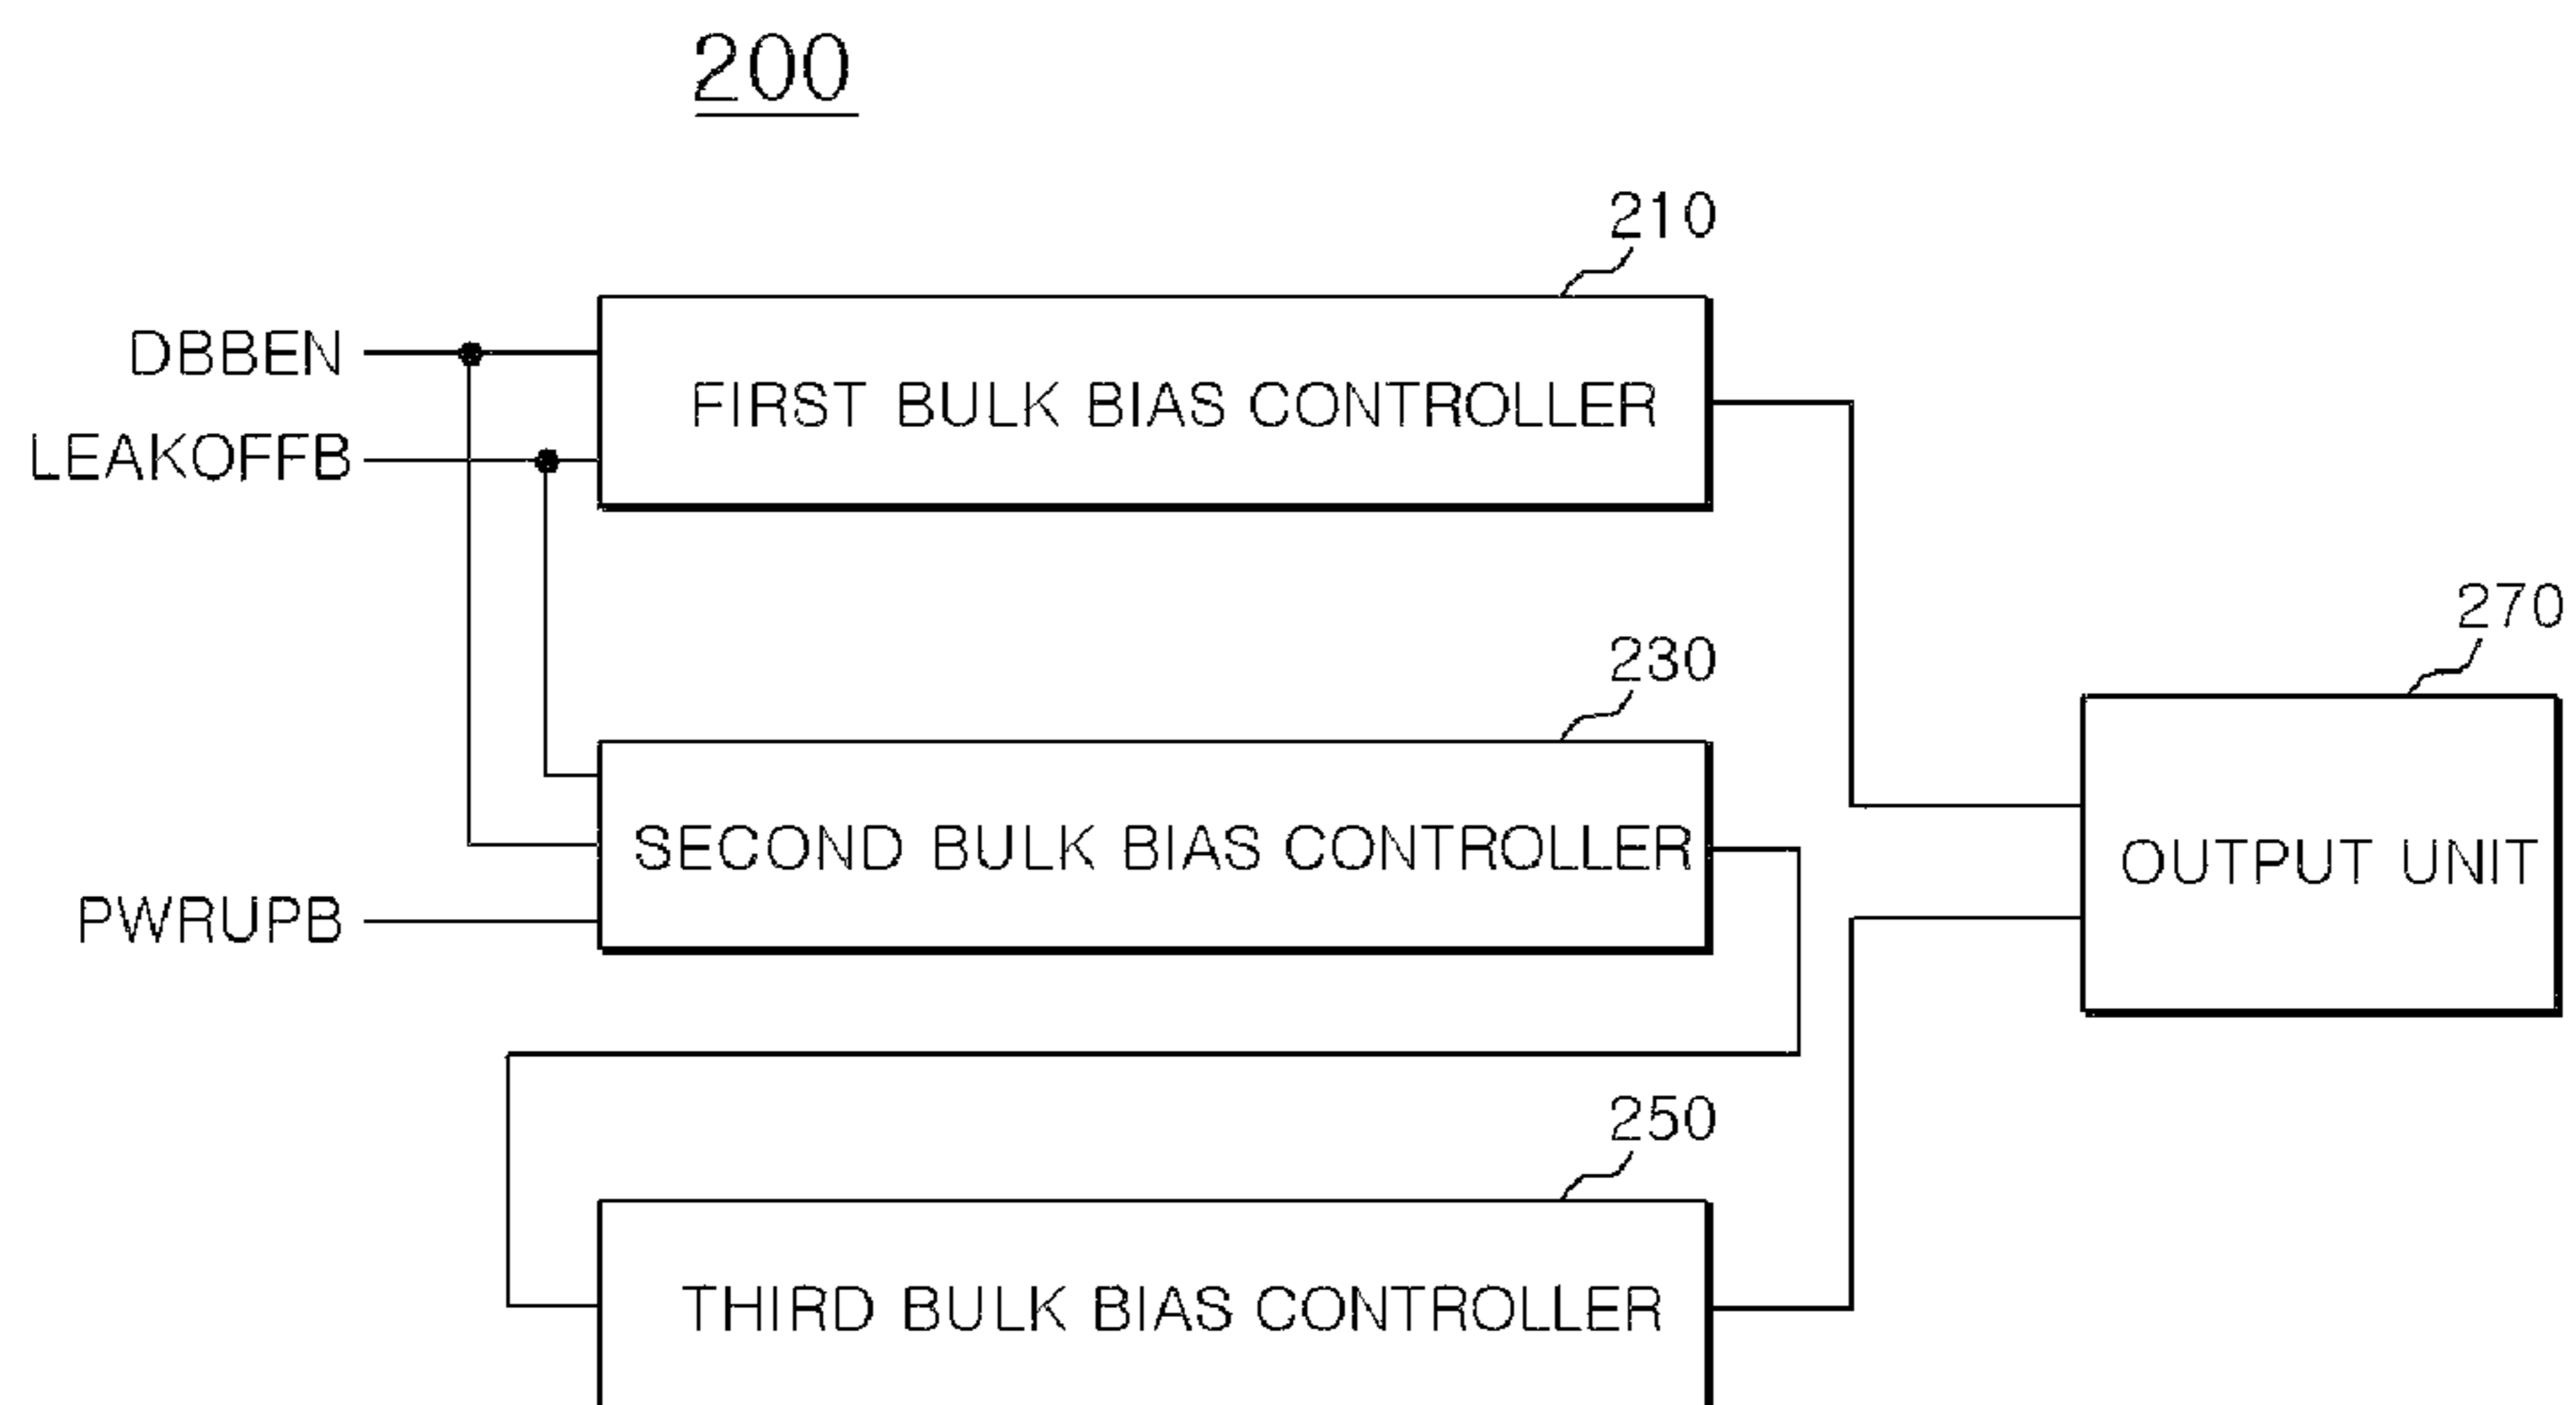 200
210
DBBEN
FIRST BULK BIAS CONTROLLER
LEAKOFFB
270
230
SECOND BULK BIAS CONTROLLER
OUTPUT UNIT
PWRUPB
250
THIRD BULK BIAS CONTROLLER